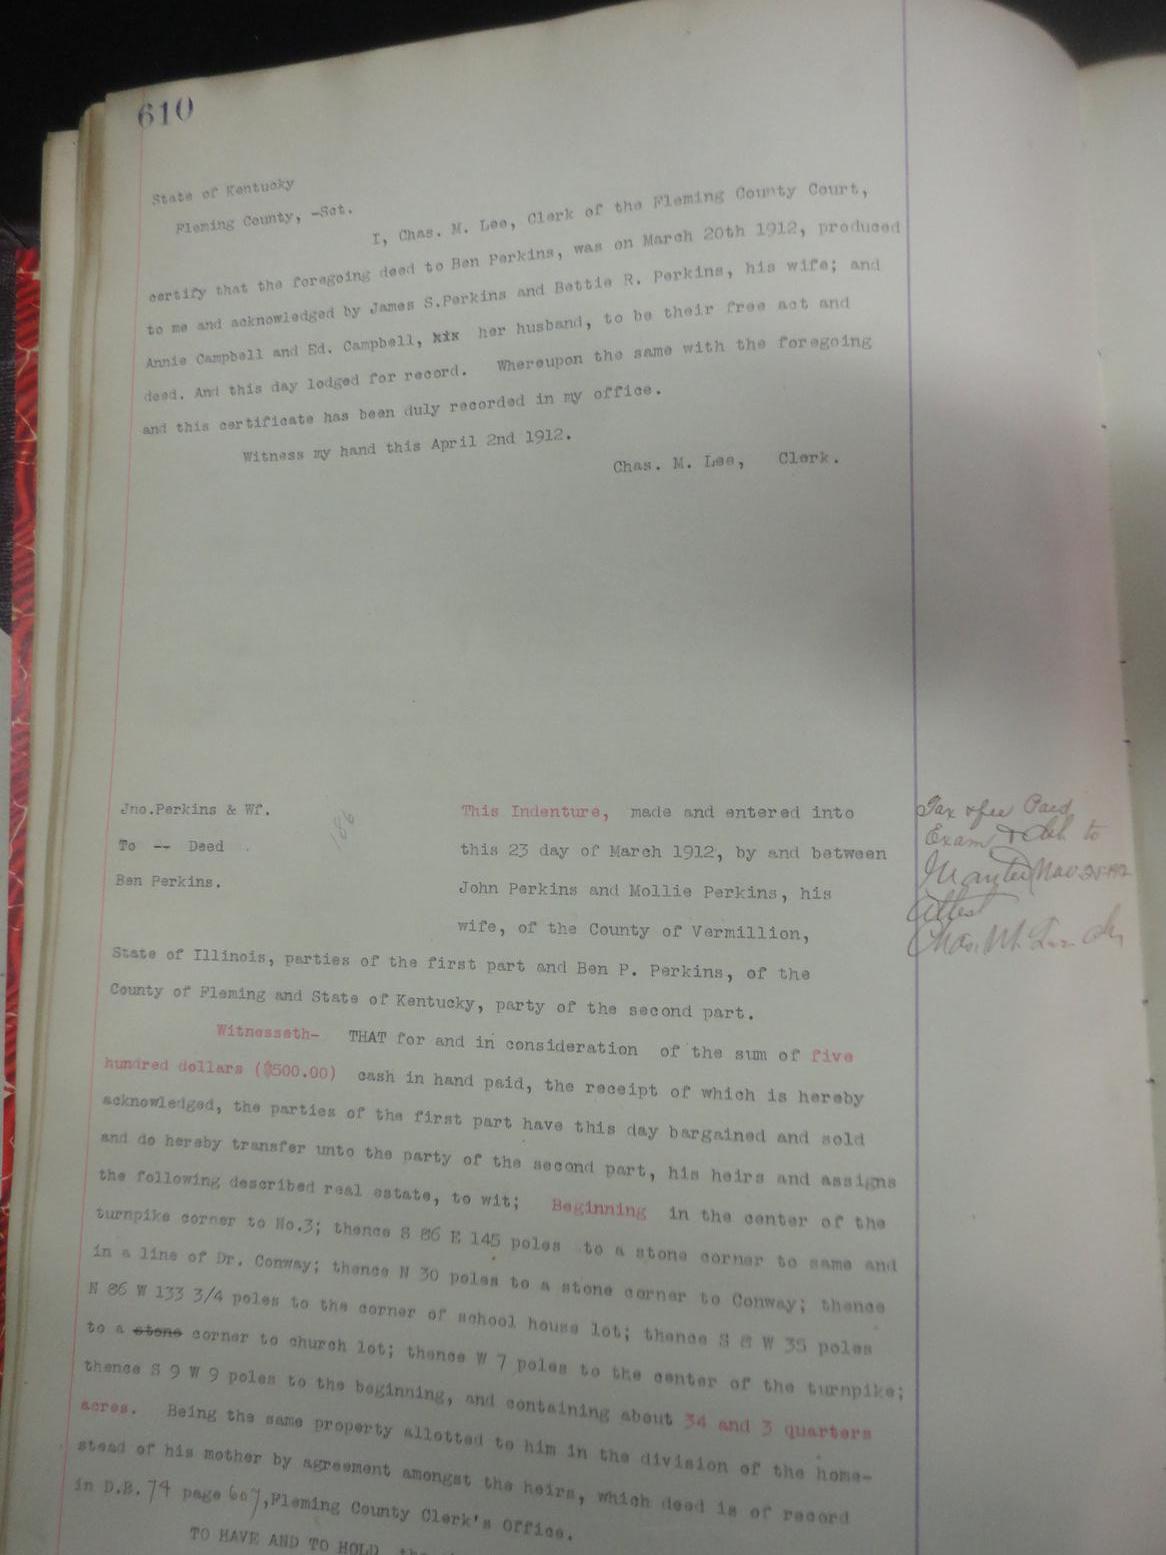 610
State of Kentucky
Fleming County, -Sct.
I, Chas. M. Lee, Clerk of the Fleming County Court,
certify that the foregoing deed to Ben Perkins, was on March 20th 1912, produced
to me and acknowledged by James S.Perkins and Bettie R. Perkins, his wife; and
Annie Campbell and Ed. Campbell, xix her husband, to be their free act and
deed. And this day lodged for record. Whereupon the same with the foregoing
and this certificate has been duly recorded in my office.
Witness my hand this April 2nd 1912.
Chas. M. Lee, Clerk.
Jno.Perkins & Wf.
To -- Deed
Ben Perkins.
186
This Indenture, made and entered into
this 23 day of March 1912, by and between
John Perkins and Mollie Perkins, his
wife, of the County of Vermillion,
Tax & fee Paid
Exam & del. to
Nov 25-1912
Attest
Chas. M. Lee Clk
State of Illinois, parties of the first part and Ben P. Perkins, of the
County of Fleming and State of Kentucky, party of the second part.
Witnesseth- THAT for and in consideration of the sum of five
hundred dollars ($500.00) cash in hand paid, the receipt of which is hereby
acknowledged, the parties of the first part have this day bargained and sold
and do hereby transfer unto the party of the second part, his heirs and assigns
the following described real estate, to wit; Beginning in the center of the
turnpike corner to No.3; thence S 86 E 145 poles to a stone corner to same and
in a line of Dr. Conway; thence N 30 poles to a stone corner to Conway; thence
N 86 W 133 3/4 poles to the corner of school house lot; thence S 8 W 35 poles
to a stone corner to church lot; thence W 7 poles to the center of the turnpike;
thence S 9 W 9 poles to the beginning, and containing about 34 and 3 quarters
acres. Being the same property allotted to him in the division of the home-
stead of his mother by agreement amongst the heirs, which deed is of record
in D.B. 74 page 607, Fleming County Clerk's Office.
TO HAVE AND TO HOLD